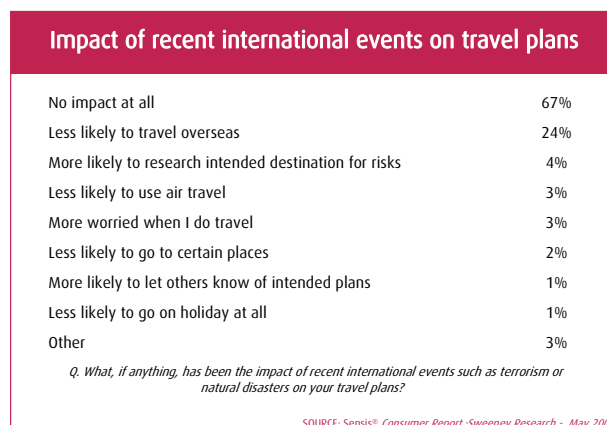 Impact of recent international events on travel plans
No impact at all 67%
Less likely to travel overseas 24%
More likely to research intended destination for risks 4%
Less likely to use air travel 3%
More worried when I do travel 3%
Less likely to go to certain places 2%
More likely to let others know of intended plans 1%
Less likely to go on holiday at all 1%
Other 3%
Q. What, if anything, has been the impact of recent international events such as terrorism or
natural disasters on your travel plans?
SOURCE: Sensis® Consumer Report -Sweeney Research - May